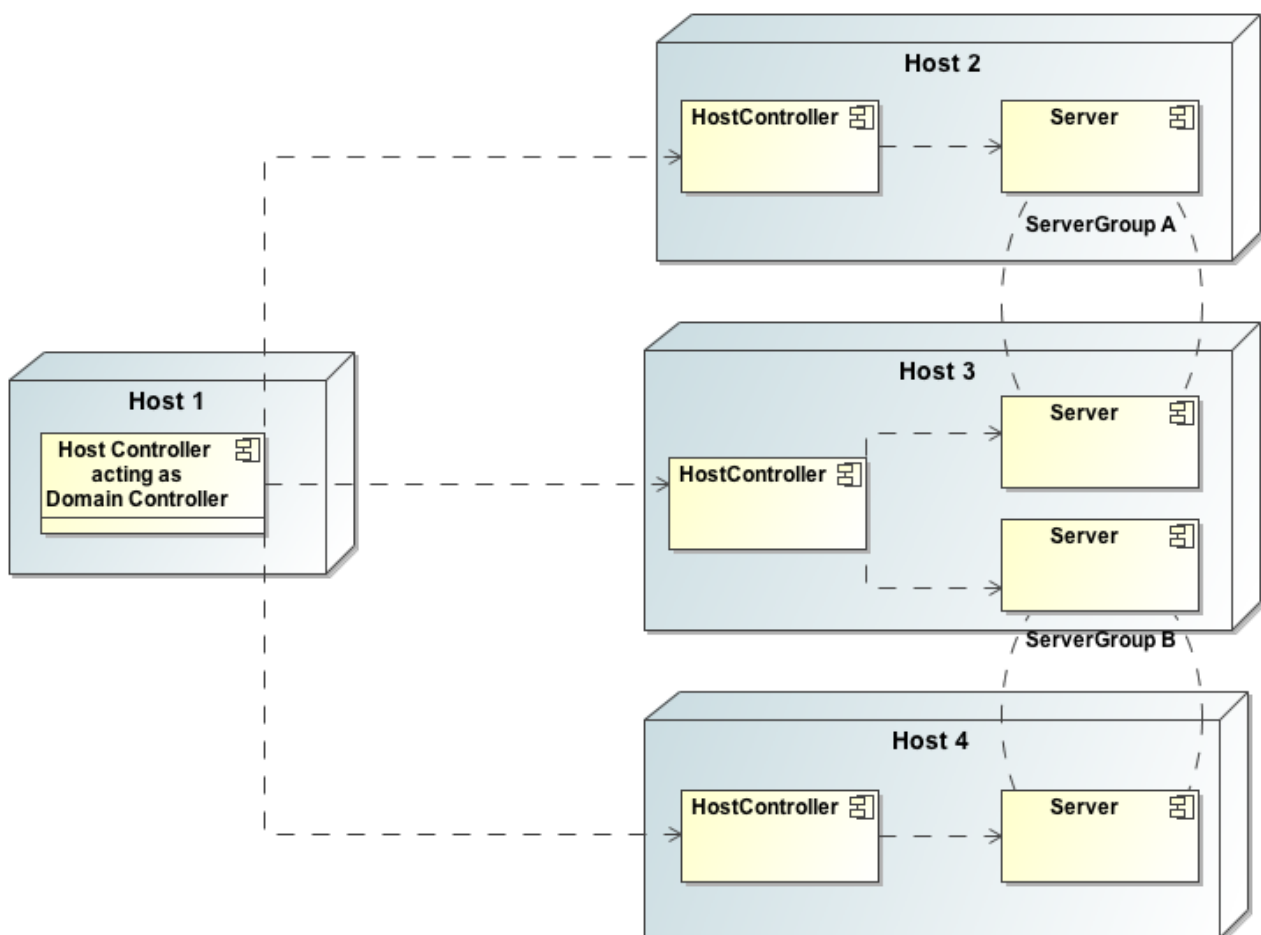 Host 2
HostController
Server
ServerGroup A
Host 1
Host Controller
acting as
Domain Controller
Host 3
HostController
Server
Server
ServerGroup B
Host 4
HostController
Server